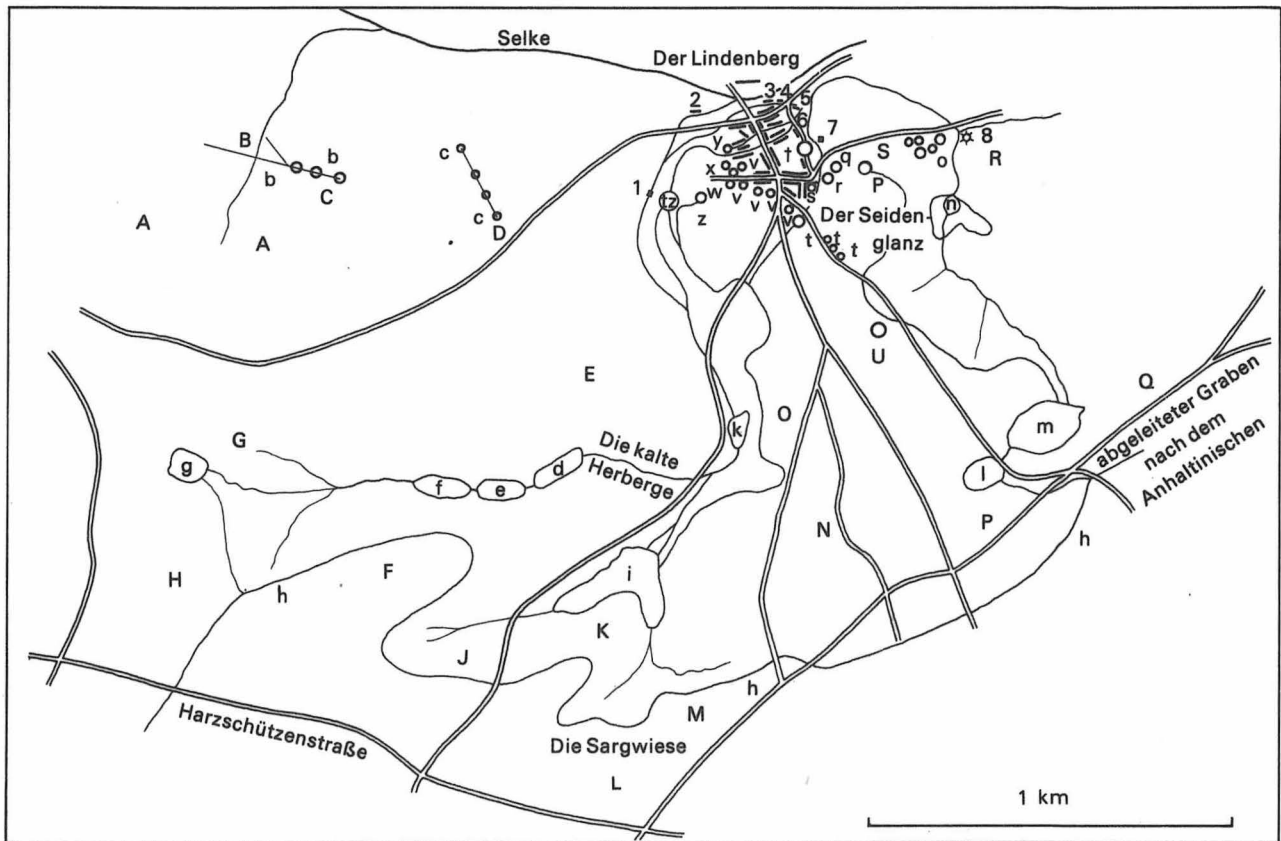 Selke
Der Lindenberg
2
3 4
5
6
7
8
B
b
b
C
c
c
D
A
A
y
x
v
w
v
v
v
v
1
tz
z
t
q
S
o
R
r
P
s
n
Der Seiden-
glanz
t
t
t
U
E
O
Q
G
g
f
e
d
Die kalte
Herberge
k
m
l
abgeleiteter Graben
nach dem
Anhaltinischen
P
N
h
H
h
F
i
K
J
h
M
Harzschützenstraße
Die Sargwiese
L
1 km